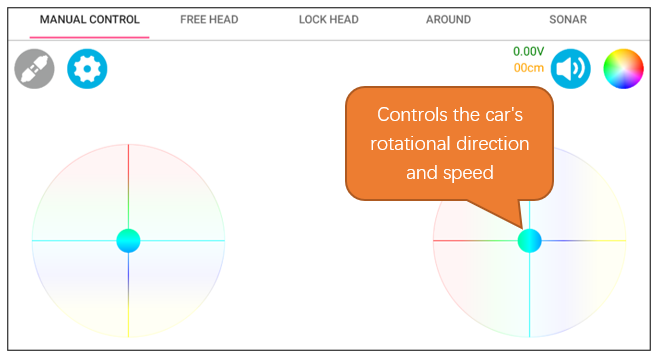 MANUAL CONTROL FREE HEAD LOCK HEAD AROUND SONAR
0.00V
00cm
Controls the car's
rotational direction
and speed